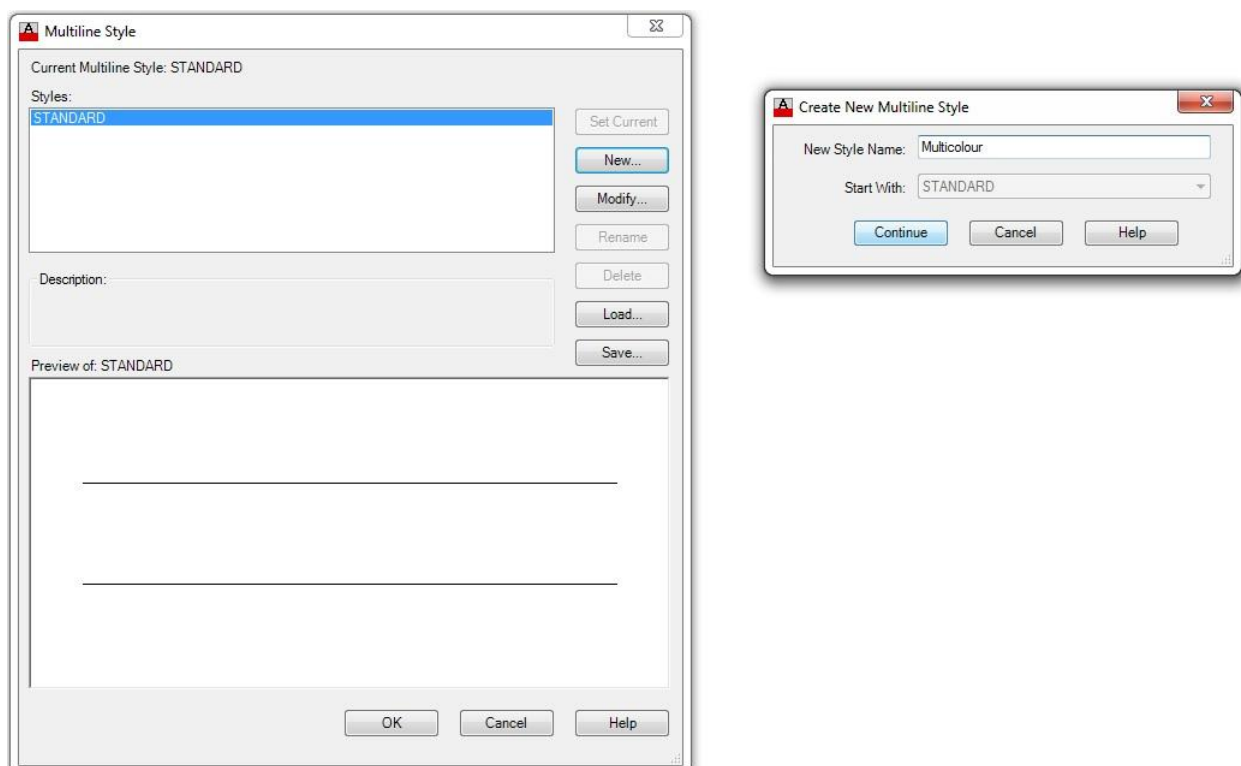 Multiline Style
Current Multiline Style: STANDARD
Styles:
STANDARD
Set Current
New...
Modify...
Rename
Delete
Load...
Save...
Description:
Preview of: STANDARD
OK Cancel Help
Create New Multiline Style
New Style Name: Multicolour
Start With: STANDARD
Continue Cancel Help